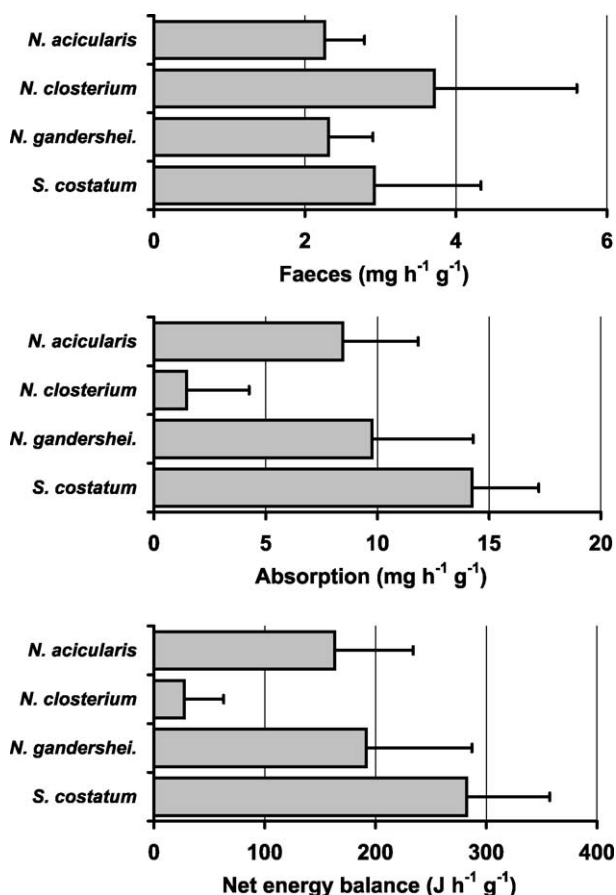 N. acicularis
N. closterium
N. gandershei.
S. costatum
0 2 4 6
Faeces (mg h⁻¹ g⁻¹)
N. acicularis
N. closterium
N. gandershei.
S. costatum
0 5 10 15 20
Absorption (mg h⁻¹ g⁻¹)
N. acicularis
N. closterium
N. gandershei.
S. costatum
0 100 200 300 400
Net energy balance (J h⁻¹ g⁻¹)